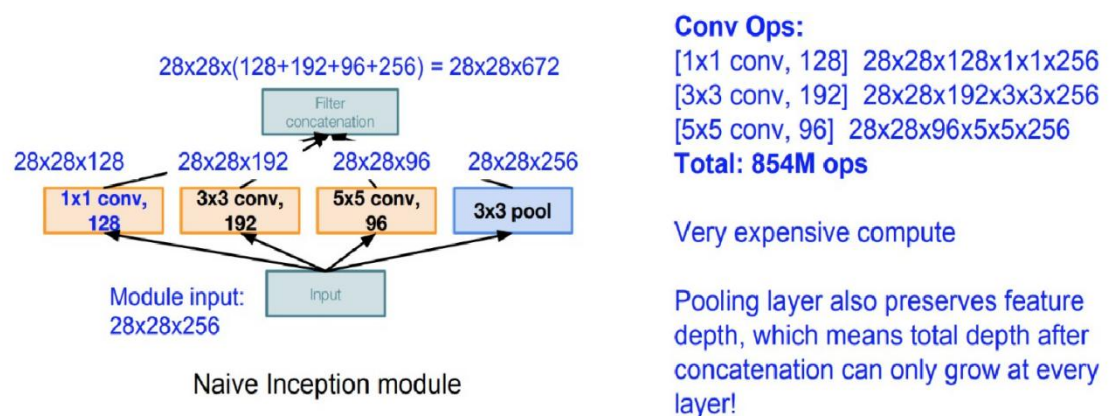 28x28x(128+192+96+256) = 28x28x672
Filter
concatenation
28x28x128
28x28x192
28x28x96
28x28x256
1x1 conv,
128
3x3 conv,
192
5x5 conv,
96
3x3 pool
Input
Module input:
28x28x256
Naive Inception module
Conv Ops:
[1x1 conv, 128] 28x28x128x1x1x256
[3x3 conv, 192] 28x28x192x3x3x256
[5x5 conv, 96] 28x28x96x5x5x256
Total: 854M ops
Very expensive compute
Pooling layer also preserves feature
depth, which means total depth after
concatenation can only grow at every
layer!